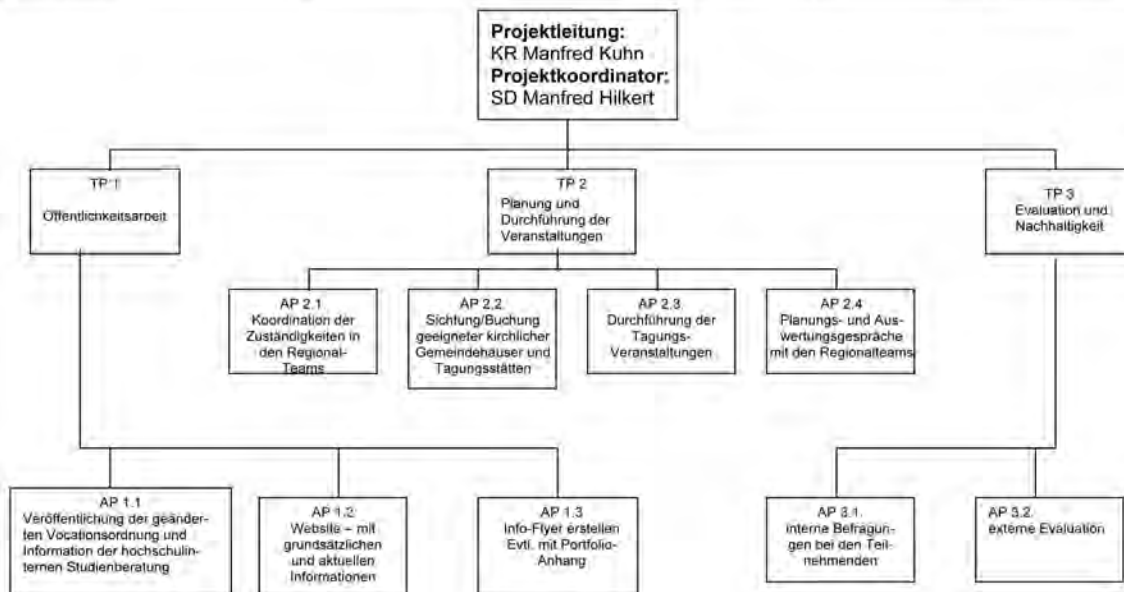 Projektleitung:
KR Manfred Kuhn
Projektkoordinator:
SD Manfred Hilkert
TP 1
Öffentlichkeitsarbeit
TP 2
Planung und
Durchführung der
Veranstaltungen
TP 3
Evaluation und
Nachhaltigkeit
AP 2.1
Koordination der
Zuständigkeiten in
den Regional-
Teams
AP 2.2
Sichtung/Buchung
geeigneter kirchlicher
Gemeindehäuser und
Tagungsstätten
AP 2.3
Durchführung der
Tagungs-
Veranstaltungen
AP 2.4
Planungs- und Aus-
wertungsgespräche
mit den Regionalteams
AP 1.1
Veröffentlichung der geänder-
ten Vocationsordnung und
Information der hochschulin-
ternen Studienberatung
AP 1.2
Website – mit
grundsätzlichen
und aktuellen
Informationen
AP 1.3
Info-Flyer erstellen
Evtl. mit Portfolio-
Anhang
AP 3.1.
interne Befragun-
gen bei den Teil-
nehmenden
AP 3.2.
externe Evaluation